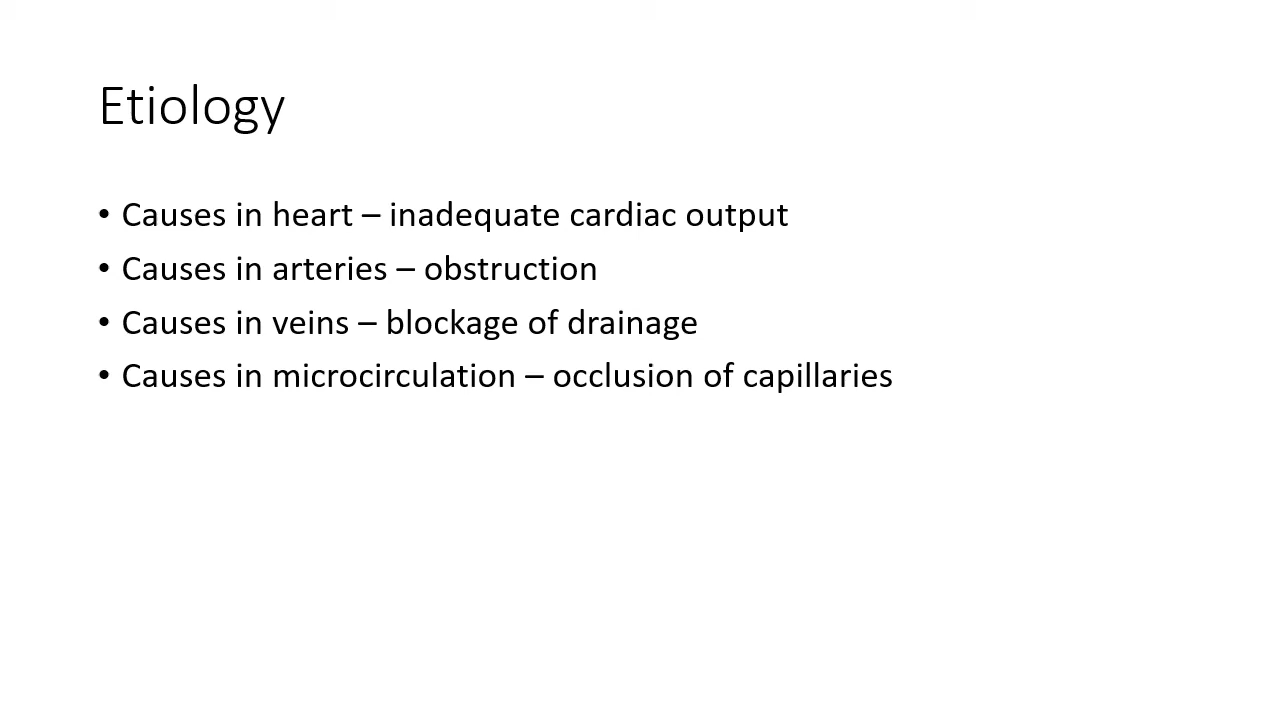 Etiology
• Causes in heart – inadequate cardiac output
• Causes in arteries – obstruction
• Causes in veins – blockage of drainage
• Causes in microcirculation – occlusion of capillaries